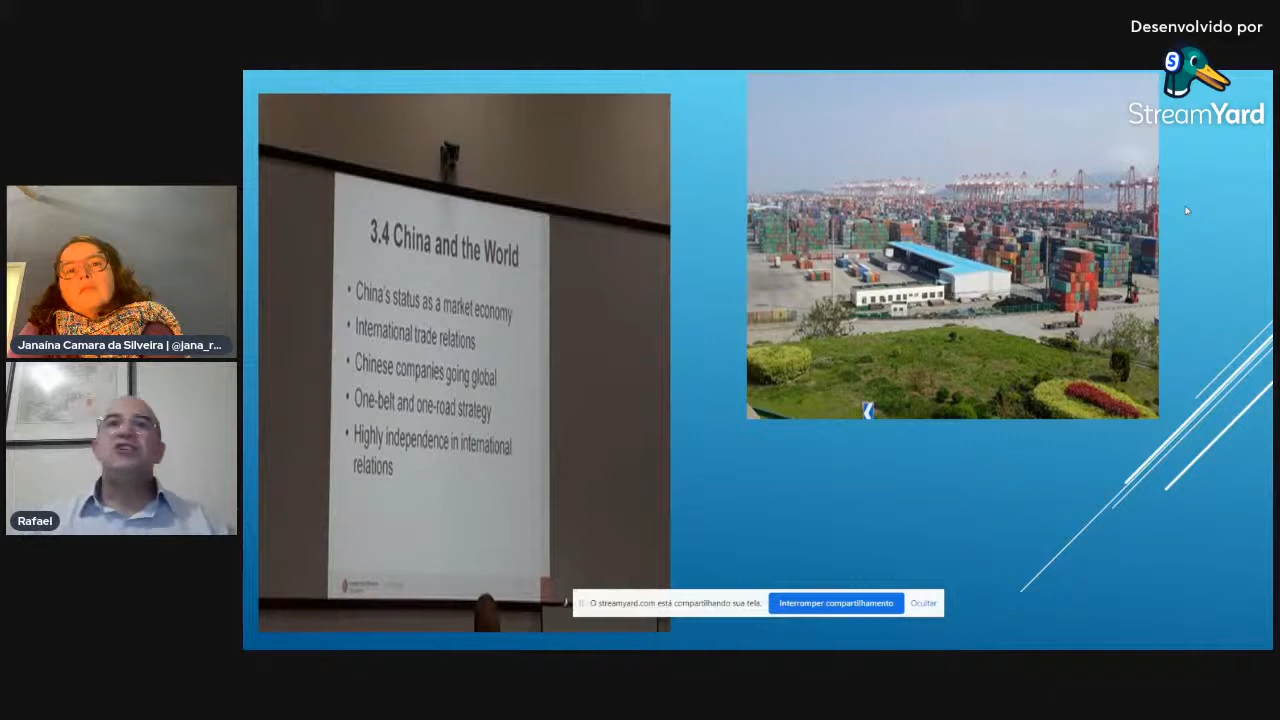 Desenvolvido por
S
StreamYard
3.4 China and the World
• China's status as a market economy
• International trade relations
• Chinese companies going global
• One-belt and one-road strategy
• Highly independence in international
relations
Janaína Camara da Silveira | @jana_r...
Rafael
O streamyard.com está compartilhando sua tela.
Interromper compartilhamento
Ocultar